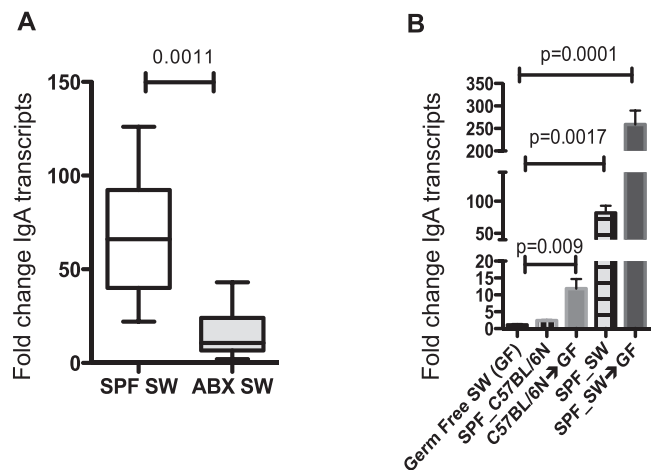 A
0.0011
Fold change IgA transcripts
150
100
50
0
SPF SW
ABX SW
B
p=0.0001
p=0.0017
p=0.009
Fold change IgA transcripts
350
300
250
200
100
50
20
15
10
5
0
Germ Free SW (GF)
SPF_C57BL/6N
C57BL/6N➔GF
SPF_SW
SPF_SW➔GF